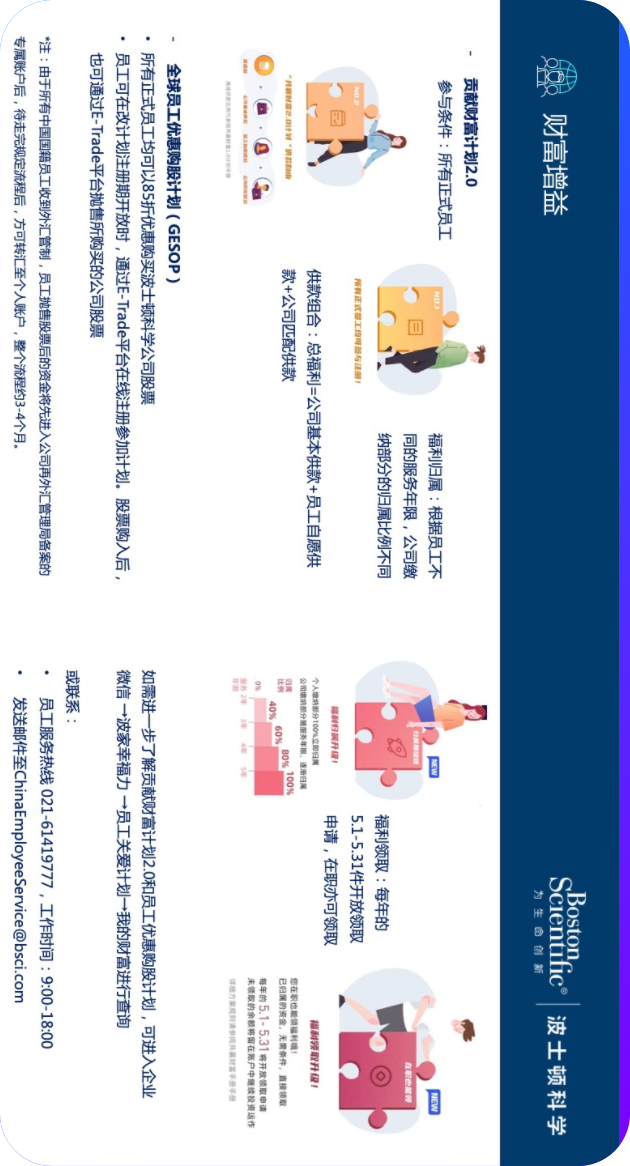 财富增益
Boston
Scientific®
为生命创新
波士顿科学
- 贡献财富计划2.0
参与条件：所有正式员工
NO.2
NO.1
所有正式员工均可参与注册！
供款组合：总福利=公司基本供款+员工自愿供
款+公司匹配供款
福利归属：根据员工不
同的服务年限，公司缴
纳部分的归属比例不同
NEW
福利归属升级！
个人缴纳部分100%立即归属
公司缴纳部分随服务年限，逐渐归属
归属
比例
0%
40%
60%
80%
100%
服务
年限
2年
3年
4年
5年
福利领取：每年的
5.1-5.31件开放领取
申请，在职亦可领取
NEW
在职也能领
福利领取升级！
您在职也能领福利哦！
已归属的资金，无需条件，直接领取
每年的 5.1- 5.31 将开放领取申请
未领取的余额将留在账户中继续投资运作
- 全球员工优惠购股计划（GESOP）
• 所有正式员工均可以85折优惠购买波士顿科学公司股票
• 员工可在改计划注册期开放时，通过E-Trade平台在线注册参加计划。股票购入后，
也可通过E-Trade平台抛售所购买的公司股票
*注：由于所有中国国籍员工收到外汇管制，员工抛售股票后的资金将先进入公司再外汇管理局备案的
专属账户后，待走完规定流程后，方可转汇至个人账户，整个流程约3-4个月。
如需进一步了解贡献财富计划2.0和员工优惠购股计划，可进入企业
微信→波家幸福力→员工关爱计划→我的财富进行查询
或联系：
• 员工服务热线 021-61419777，工作时间：9:00-18:00
• 发送邮件至ChinaEmployeeService@bsci.com